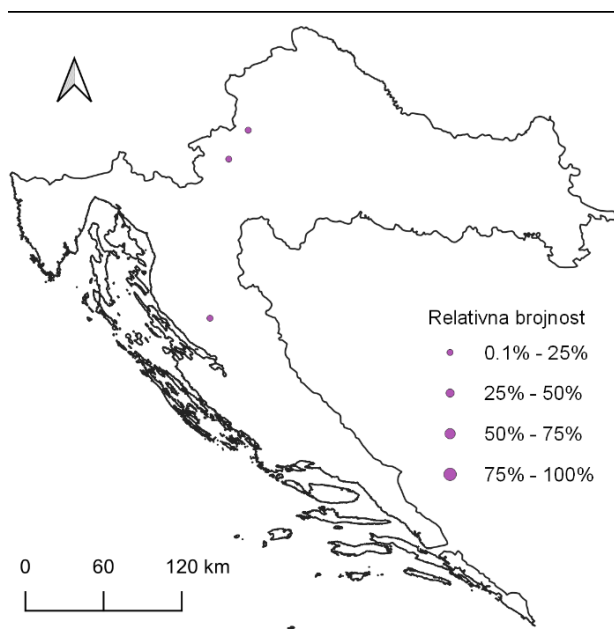 Relativna brojnost
0.1% - 25%
25% - 50%
50% - 75%
75% - 100%
0 60 120 km